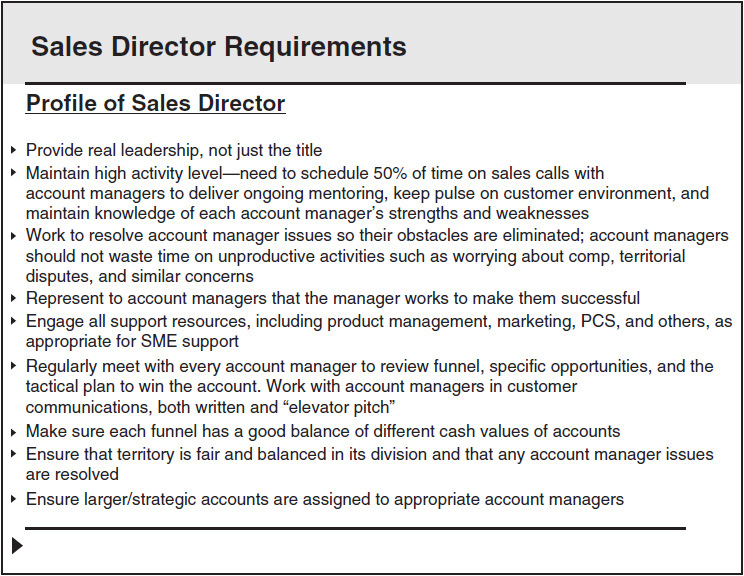 Sales Director Requirements
Profile of Sales Director
Provide real leadership, not just the title
Maintain high activity level—need to schedule 50% of time on sales calls with
account managers to deliver ongoing mentoring, keep pulse on customer environment, and
maintain knowledge of each account manager’s strengths and weaknesses
Work to resolve account manager issues so their obstacles are eliminated; account managers
should not waste time on unproductive activities such as worrying about comp, territorial
disputes, and similar concerns
Represent to account managers that the manager works to make them successful
Engage all support resources, including product management, marketing, PCS, and others, as
appropriate for SME support
Regularly meet with every account manager to review funnel, specific opportunities, and the
tactical plan to win the account. Work with account managers in customer
communications, both written and “elevator pitch”
Make sure each funnel has a good balance of different cash values of accounts
Ensure that territory is fair and balanced in its division and that any account manager issues
are resolved
Ensure larger/strategic accounts are assigned to appropriate account managers